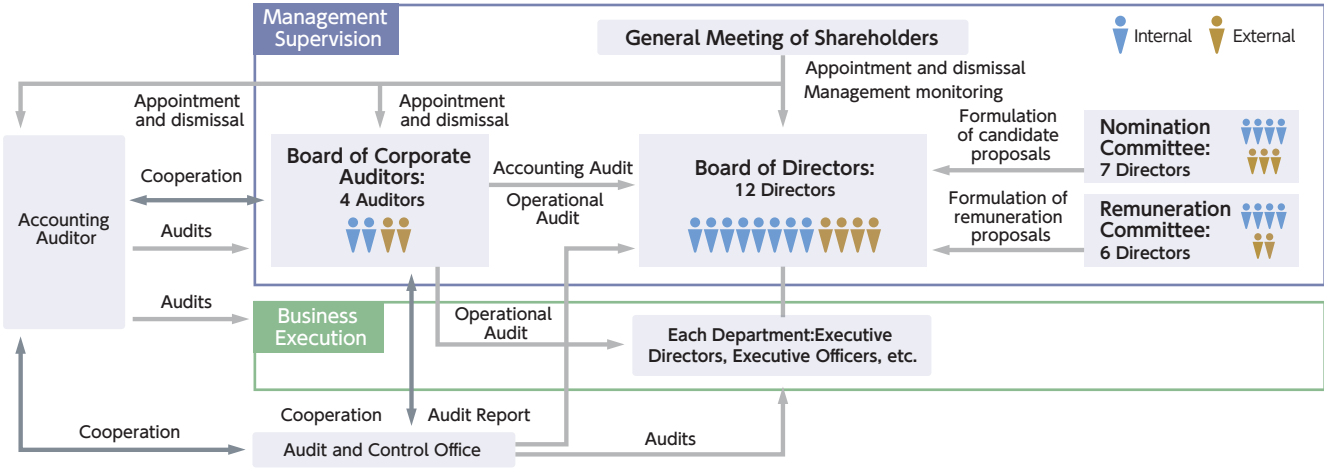 Management
Supervision
General Meeting of Shareholders
Internal
External
Appointment and dismissal
Management monitoring
Appointment
and dismissal
Appointment
and dismissal
Formulation
of candidate
proposals
Nomination
Committee:
7 Directors
Board of Corporate
Auditors:
4 Auditors
Accounting Audit
Operational
Audit
Board of Directors:
12 Directors
Cooperation
Accounting
Auditor
Audits
Formulation of
remuneration
proposals
Remuneration
Committee:
6 Directors
Audits
Business
Execution
Operational
Audit
Each Department:Executive
Directors, Executive Officers, etc.
Cooperation
Audit Report
Cooperation
Audit and Control Office
Audits